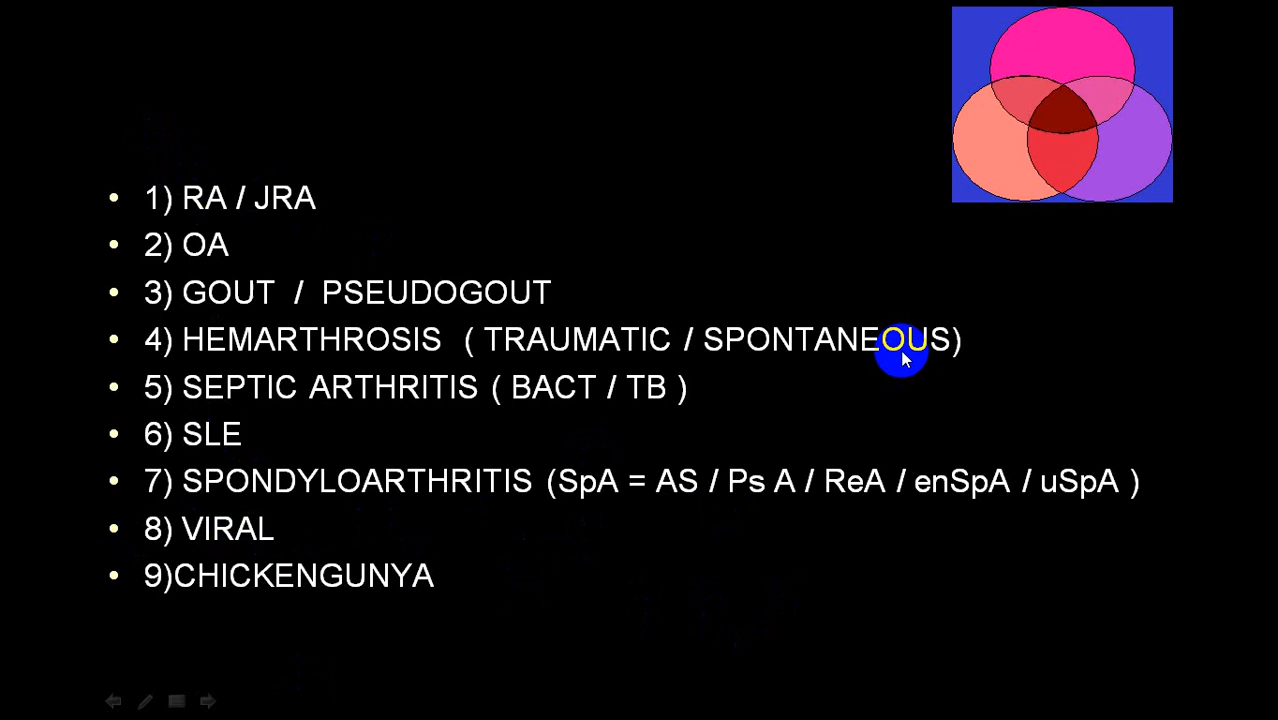 • 1) RA / JRA
• 2) OA
• 3) GOUT / PSEUDOGOUT
• 4) HEMARTHROSIS ( TRAUMATIC / SPONTANEOUS)
• 5) SEPTIC ARTHRITIS ( BACT / TB )
• 6) SLE
• 7) SPONDYLOARTHRITIS (SpA = AS / Ps A / ReA / enSpA / uSpA )
• 8) VIRAL
• 9)CHICKENGUNYA